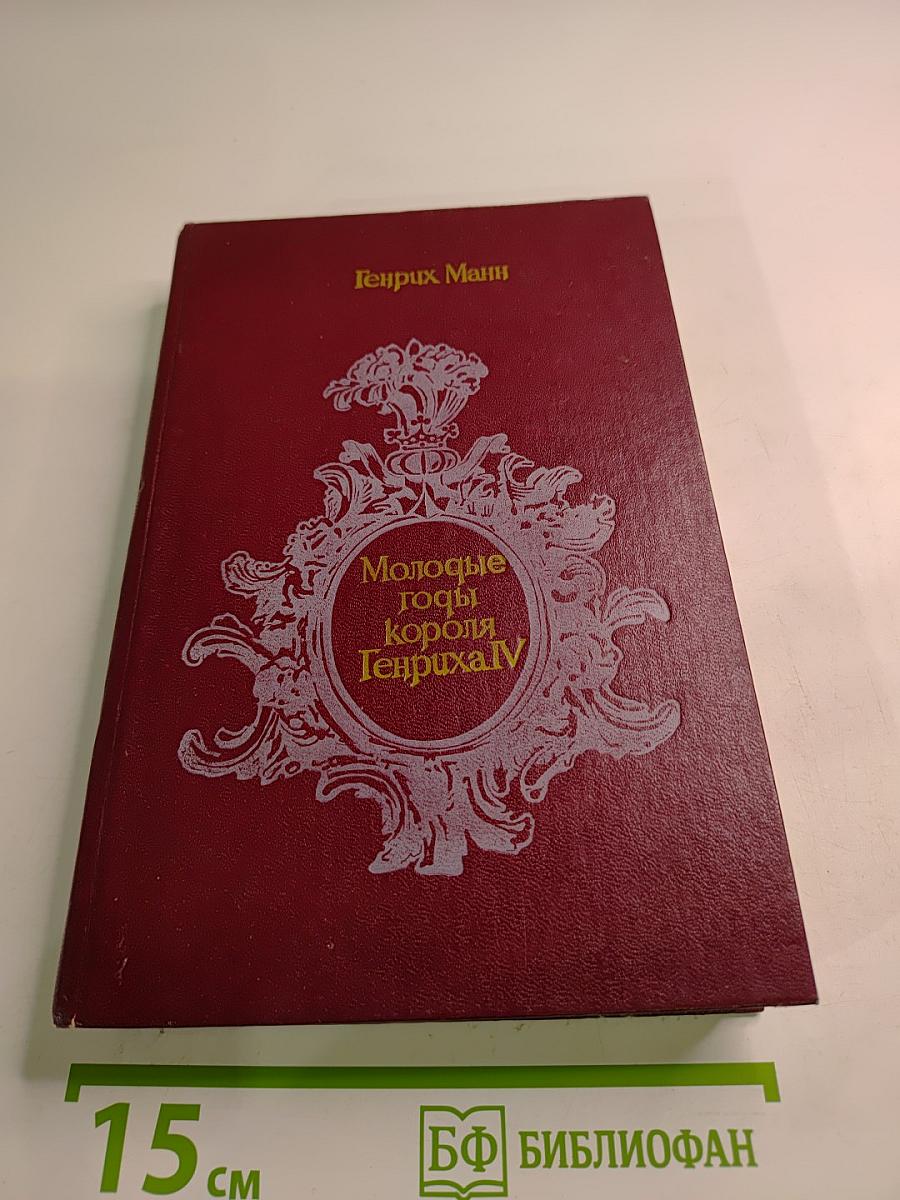 Генрих Манн
Молодые
годы
короля
Генриха IV
15 см
БФ БИБЛИОФАН